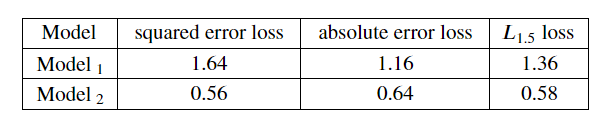 Model squared error loss absolute error loss L1.5 loss
Model 1 1.64 1.16 1.36
Model 2 0.56 0.64 0.58